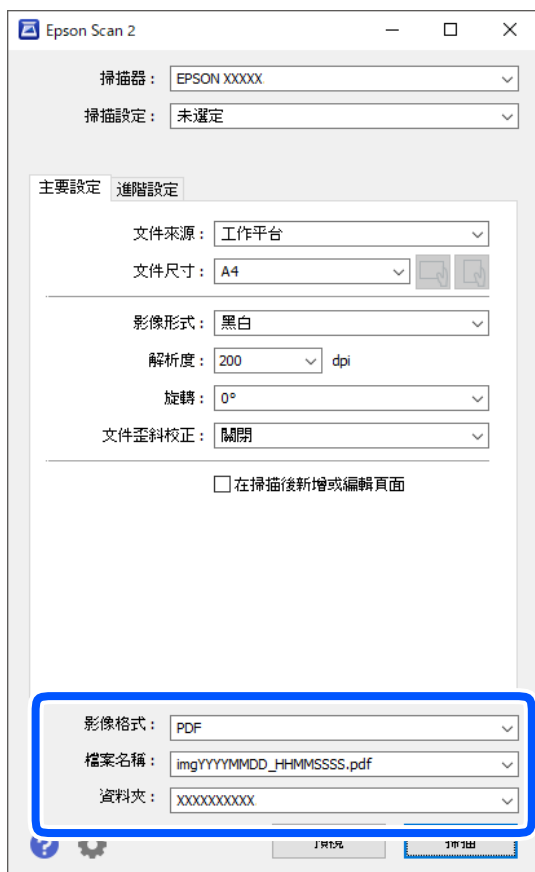 Epson Scan 2
掃描器： EPSON XXXXX
掃描設定： 未選定
主要設定 進階設定
文件來源： 工作平台
文件尺寸： A4
影像形式： 黑白
解析度： 200 dpi
旋轉： 0°
文件歪斜校正： 關閉
在掃描後新增或編輯頁面
影像格式： PDF
檔案名稱： imgYYYYMMDD_HHMMSSSS.pdf
資料夾： XXXXXXXXXX
預視 掃描